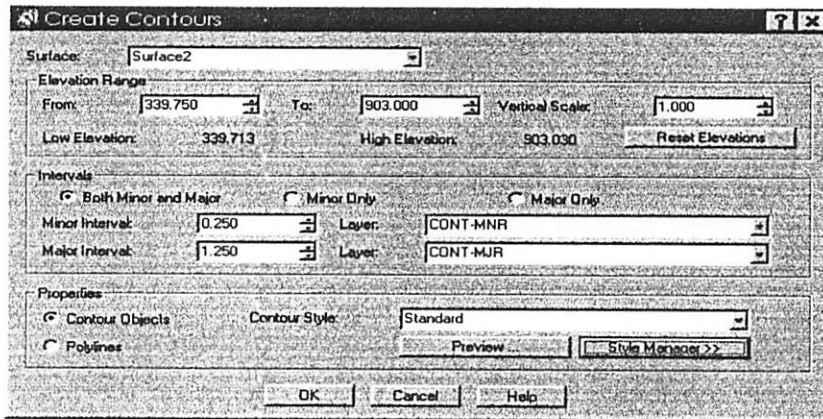 Create Contours
Surface: Surface2
Elevation Range
From: 339.750 To: 903.000 Vertical Scale: 1.000
Low Elevation: 339.713 High Elevation: 903.030 Reset Elevations
Intervals
Both Minor and Major Minor Only Major Only
Minor Interval: 0.250 Layer: CONT-MNR
Major Interval: 1.250 Layer: CONT-MJR
Properties
Contour Objects Contour Style: Standard
Polylines Preview ... Style Manager >>
OK Cancel Help